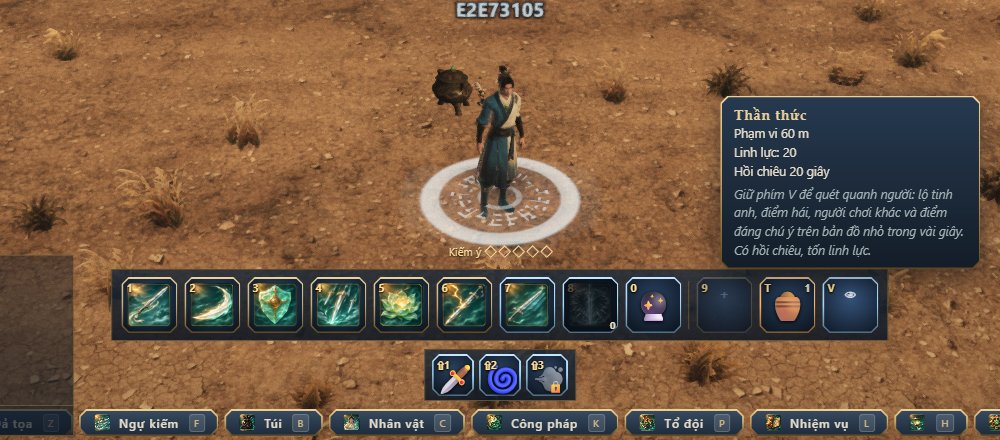 E2E73105
Thần thức
Phạm vi 60 m
Linh lực: 20
Hồi chiêu 20 giây
Giữ phím V để quét quanh người: lộ tinh
anh, điểm hái, người chơi khác và điểm
đáng chú ý trên bản đồ nhỏ trong vài giây.
Có hồi chiêu, tốn linh lực.
Kiếm ý
1 2 3 4 5 6 7 8 0 0 9 T 1 V
⇧1 ⇧2 ⇧3
tọa Z Ngự kiếm F Túi B Nhân vật C Công pháp K Tổ đội P Nhiệm vụ L H